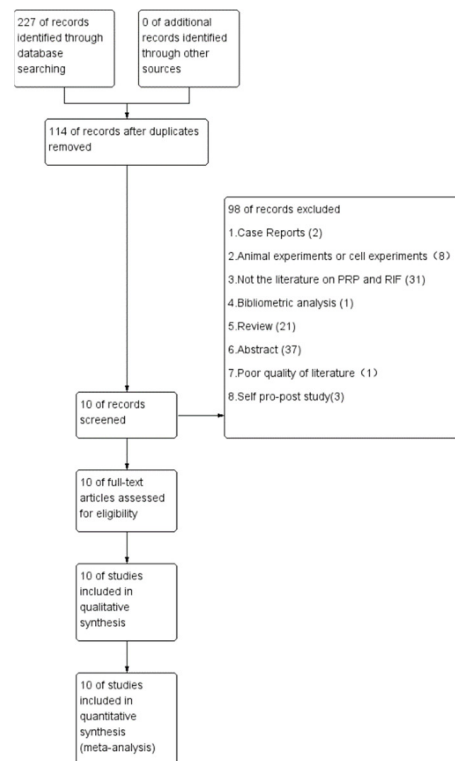 227 of records
identified through
database
searching
0 of additional
records identified
through other
sources
114 of records after duplicates
removed
98 of records excluded
1.Case Reports (2)
2.Animal experiments or cell experiments（8)
3.Not the literature on PRP and RIF (31)
4.Bibliometric analysis (1)
5.Review (21)
6.Abstract (37)
7.Poor quality of literature（1)
8.Self pro-post study(3)
10 of records
screened
10 of full-text
articles assessed
for eligibility
10 of studies
included in
qualitative
synthesis
10 of studies
included in
quantitative
synthesis
(meta-analysis)